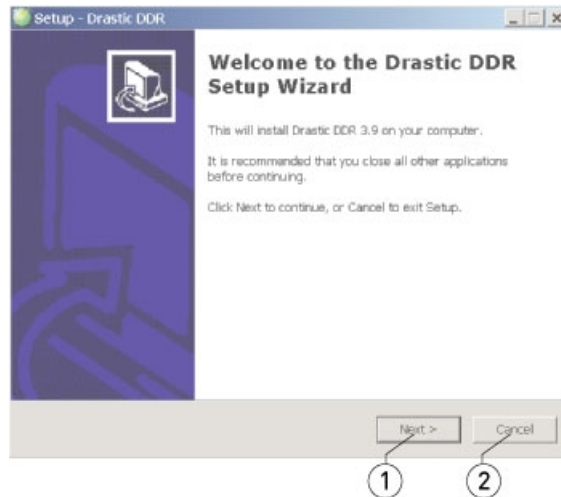 Setup - Drastic DDR
Welcome to the Drastic DDR
Setup Wizard
This will install Drastic DDR 3.9 on your computer.
It is recommended that you close all other applications
before continuing.
Click Next to continue, or Cancel to exit Setup.
Next >
Cancel
1
2